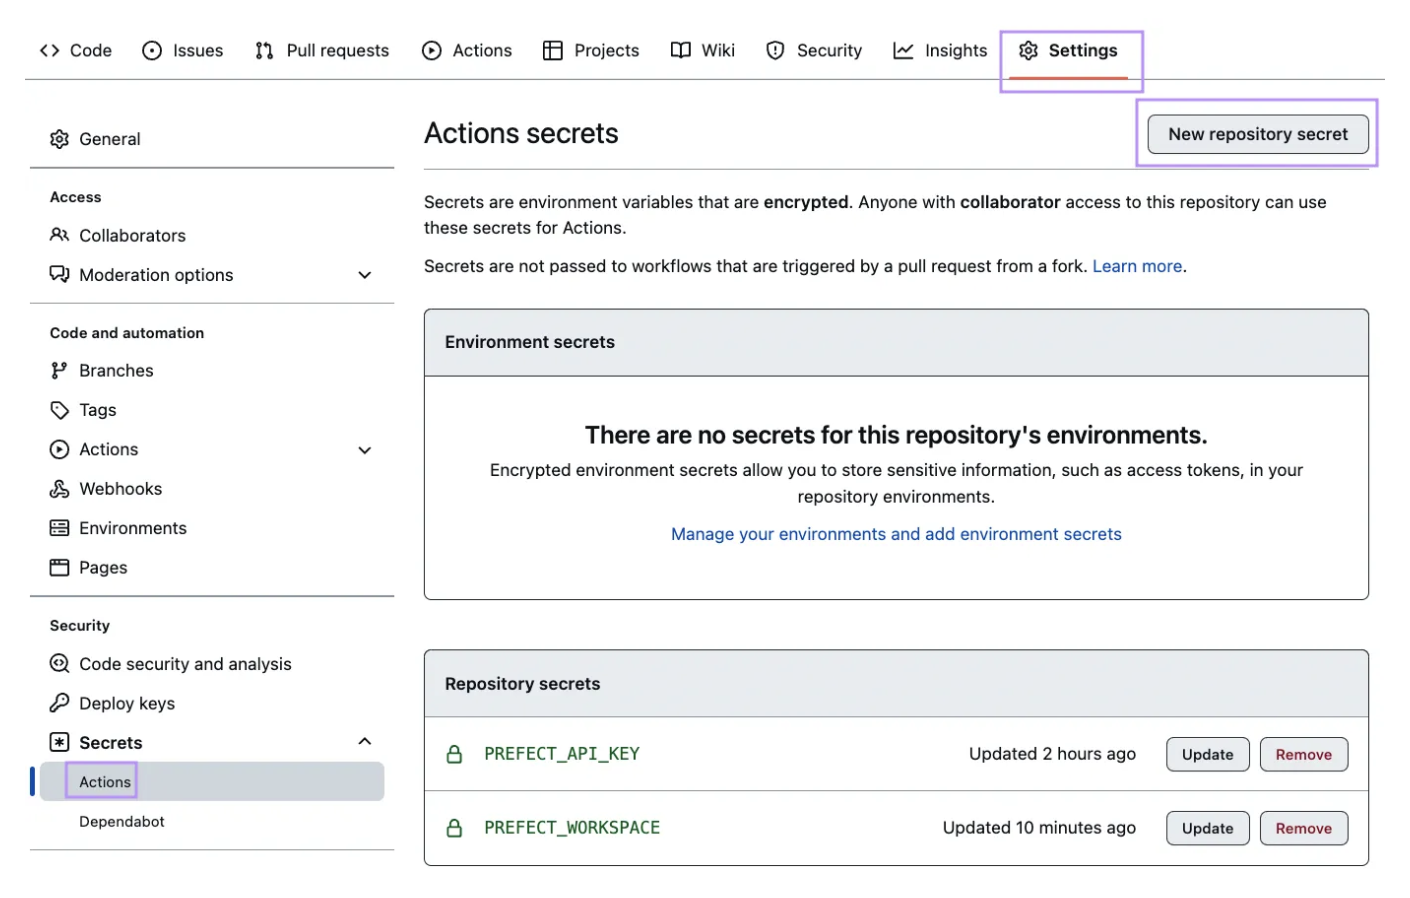 Code Issues Pull requests Actions Projects Wiki Security Insights Settings
General
Access
Collaborators
Moderation options
Code and automation
Branches
Tags
Actions
Webhooks
Environments
Pages
Security
Code security and analysis
Deploy keys
Secrets
Actions
Dependabot
Actions secrets
New repository secret
Secrets are environment variables that are encrypted. Anyone with collaborator access to this repository can use
these secrets for Actions.
Secrets are not passed to workflows that are triggered by a pull request from a fork. Learn more.
Environment secrets
There are no secrets for this repository's environments.
Encrypted environment secrets allow you to store sensitive information, such as access tokens, in your
repository environments.
Manage your environments and add environment secrets
Repository secrets
PREFECT_API_KEY Updated 2 hours ago Update Remove
PREFECT_WORKSPACE Updated 10 minutes ago Update Remove